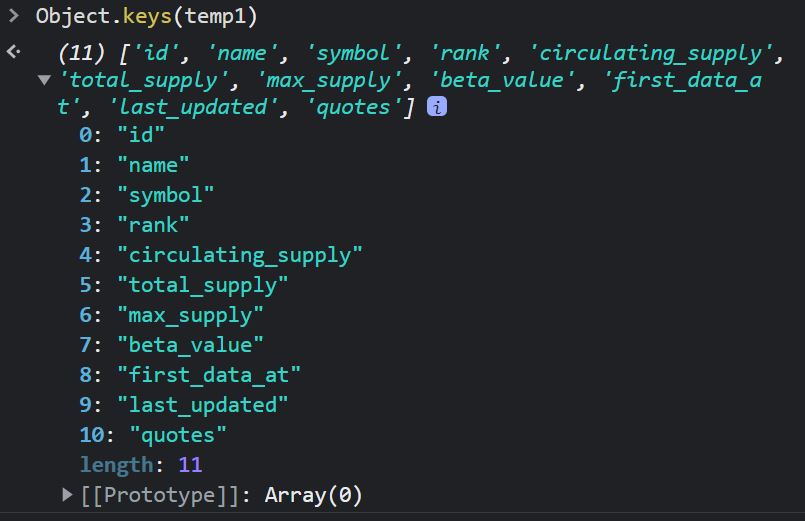 > Object.keys(temp1)
(11) ['id', 'name', 'symbol', 'rank', 'circulating_supply',
'total_supply', 'max_supply', 'beta_value', 'first_data_a
t', 'last_updated', 'quotes'] i
0: "id"
1: "name"
2: "symbol"
3: "rank"
4: "circulating_supply"
5: "total_supply"
6: "max_supply"
7: "beta_value"
8: "first_data_at"
9: "last_updated"
10: "quotes"
length: 11
[[Prototype]]: Array(0)